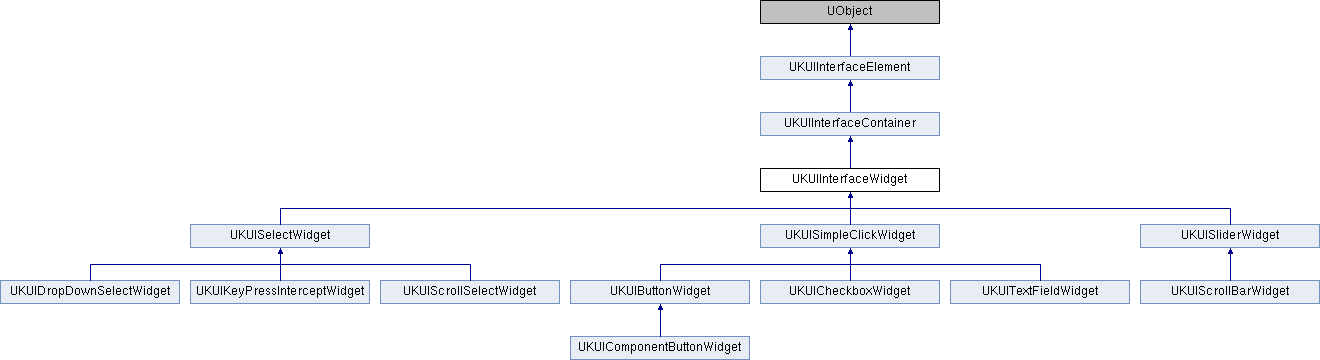 UObject
UKUIInterfaceElement
UKUIInterfaceContainer
UKUIInterfaceWidget
UKUISelectWidget
UKUISimpleClickWidget
UKUISliderWidget
UKUIDropDownSelectWidget
UKUIKeyPressInterceptWidget
UKUIScrollSelectWidget
UKUIButtonWidget
UKUICheckboxWidget
UKUITextFieldWidget
UKUIScrollBarWidget
UKUIComponentButtonWidget